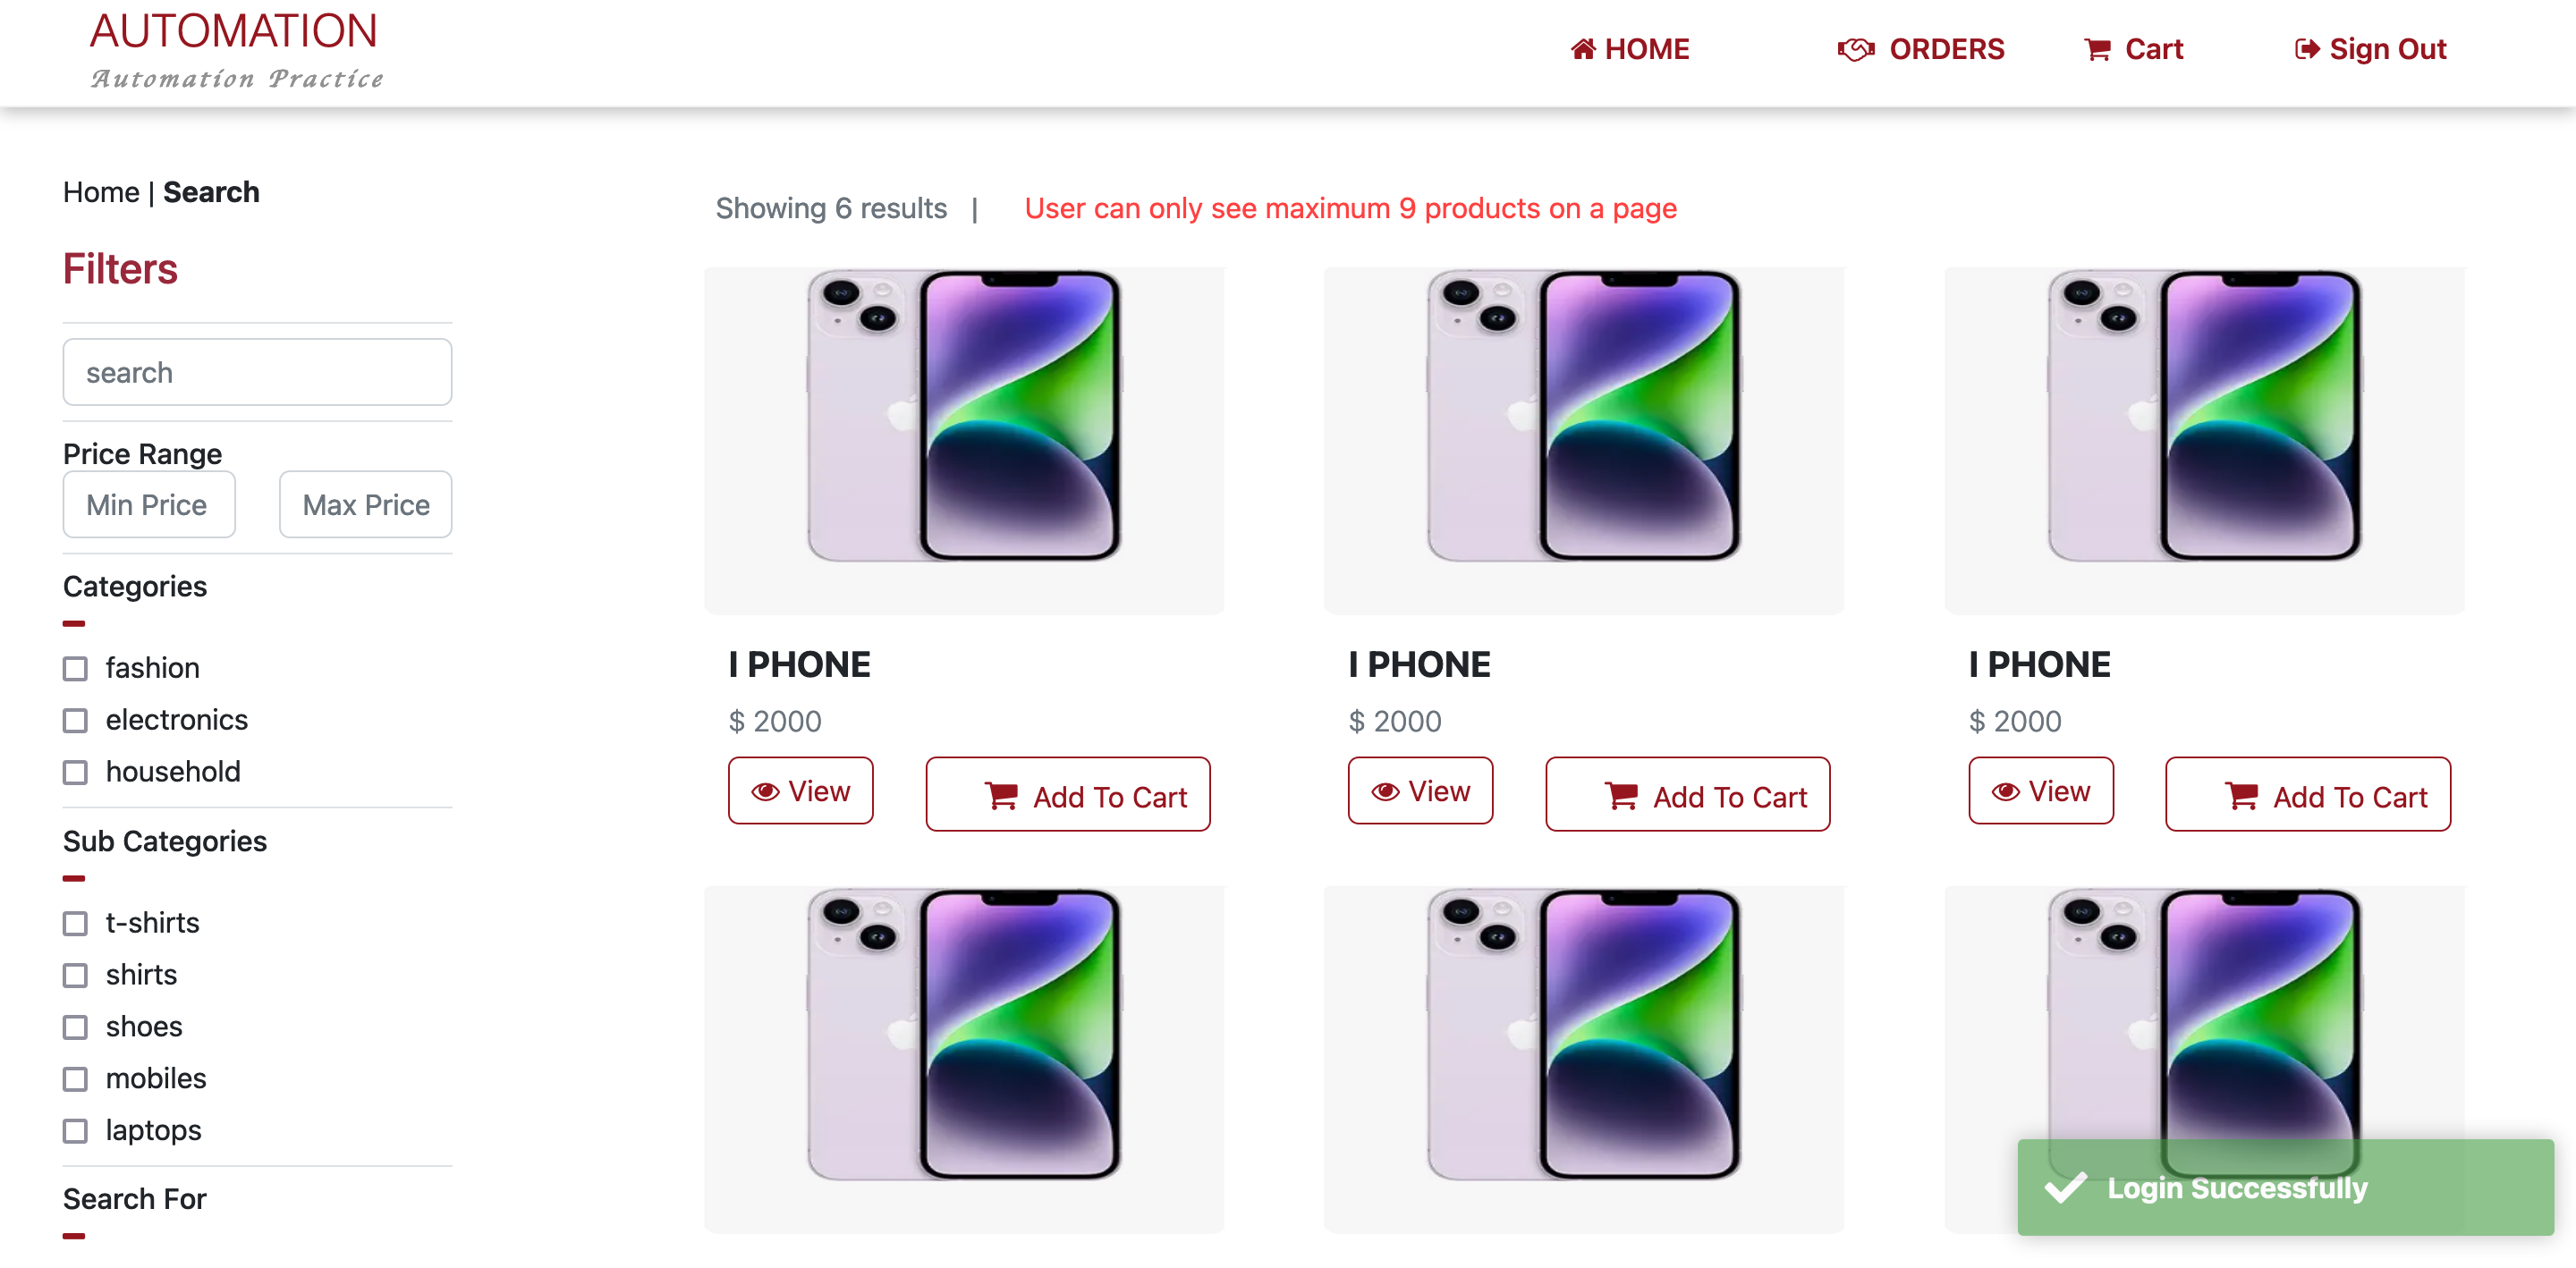 AUTOMATION
Automation Practice
HOME
ORDERS
Cart
Sign Out
Home | Search
Showing 6 results |
User can only see maximum 9 products on a page
Filters
search
Price Range
Min Price
Max Price
Categories
fashion
electronics
household
Sub Categories
t-shirts
shirts
shoes
mobiles
laptops
Search For
I PHONE
$ 2000
View
Add To Cart
I PHONE
$ 2000
View
Add To Cart
I PHONE
$ 2000
View
Add To Cart
Login Successfully